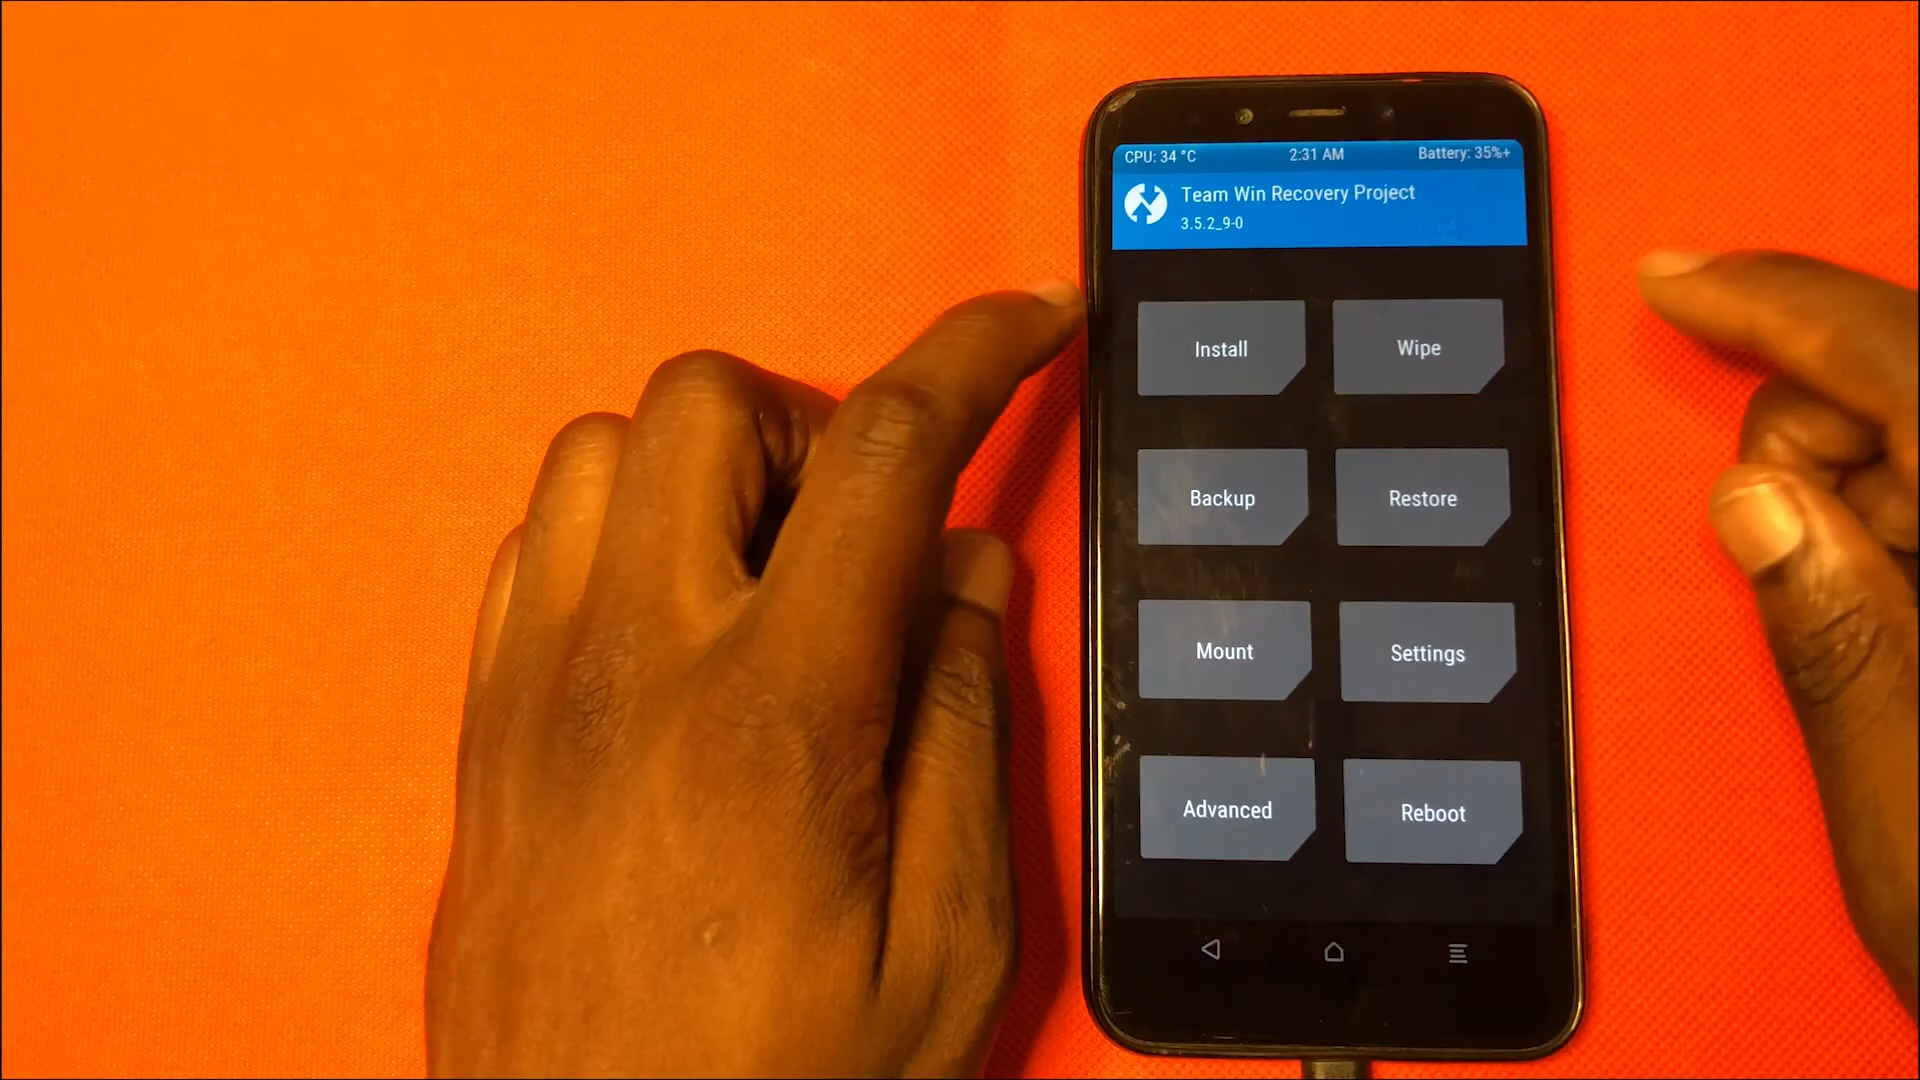 CPU: 34 °C 2:31 AM Battery: 35%+
Team Win Recovery Project
3.5.2_9-0
Install Wipe
Backup Restore
Mount Settings
Advanced Reboot